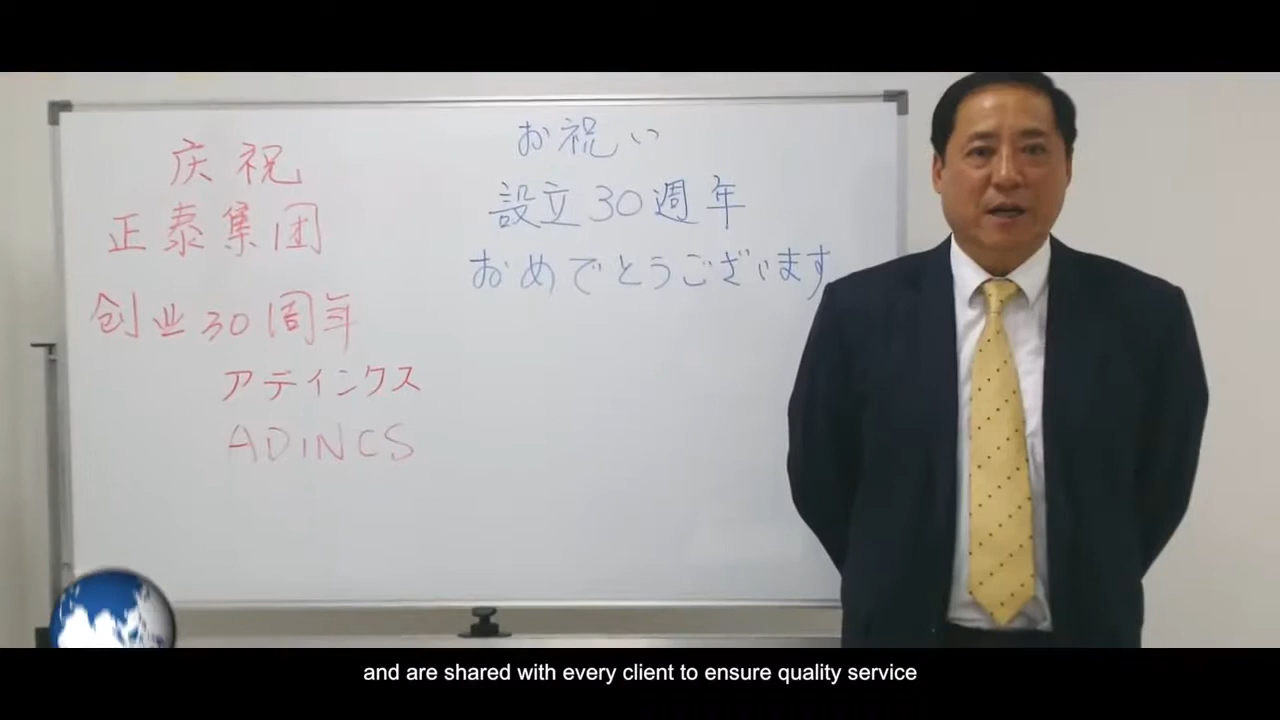 庆祝
正泰集团
创业30周年
アディンクス
ADINCS
お祝い
設立30週年
おめでとうございます
and are shared with every client to ensure quality service